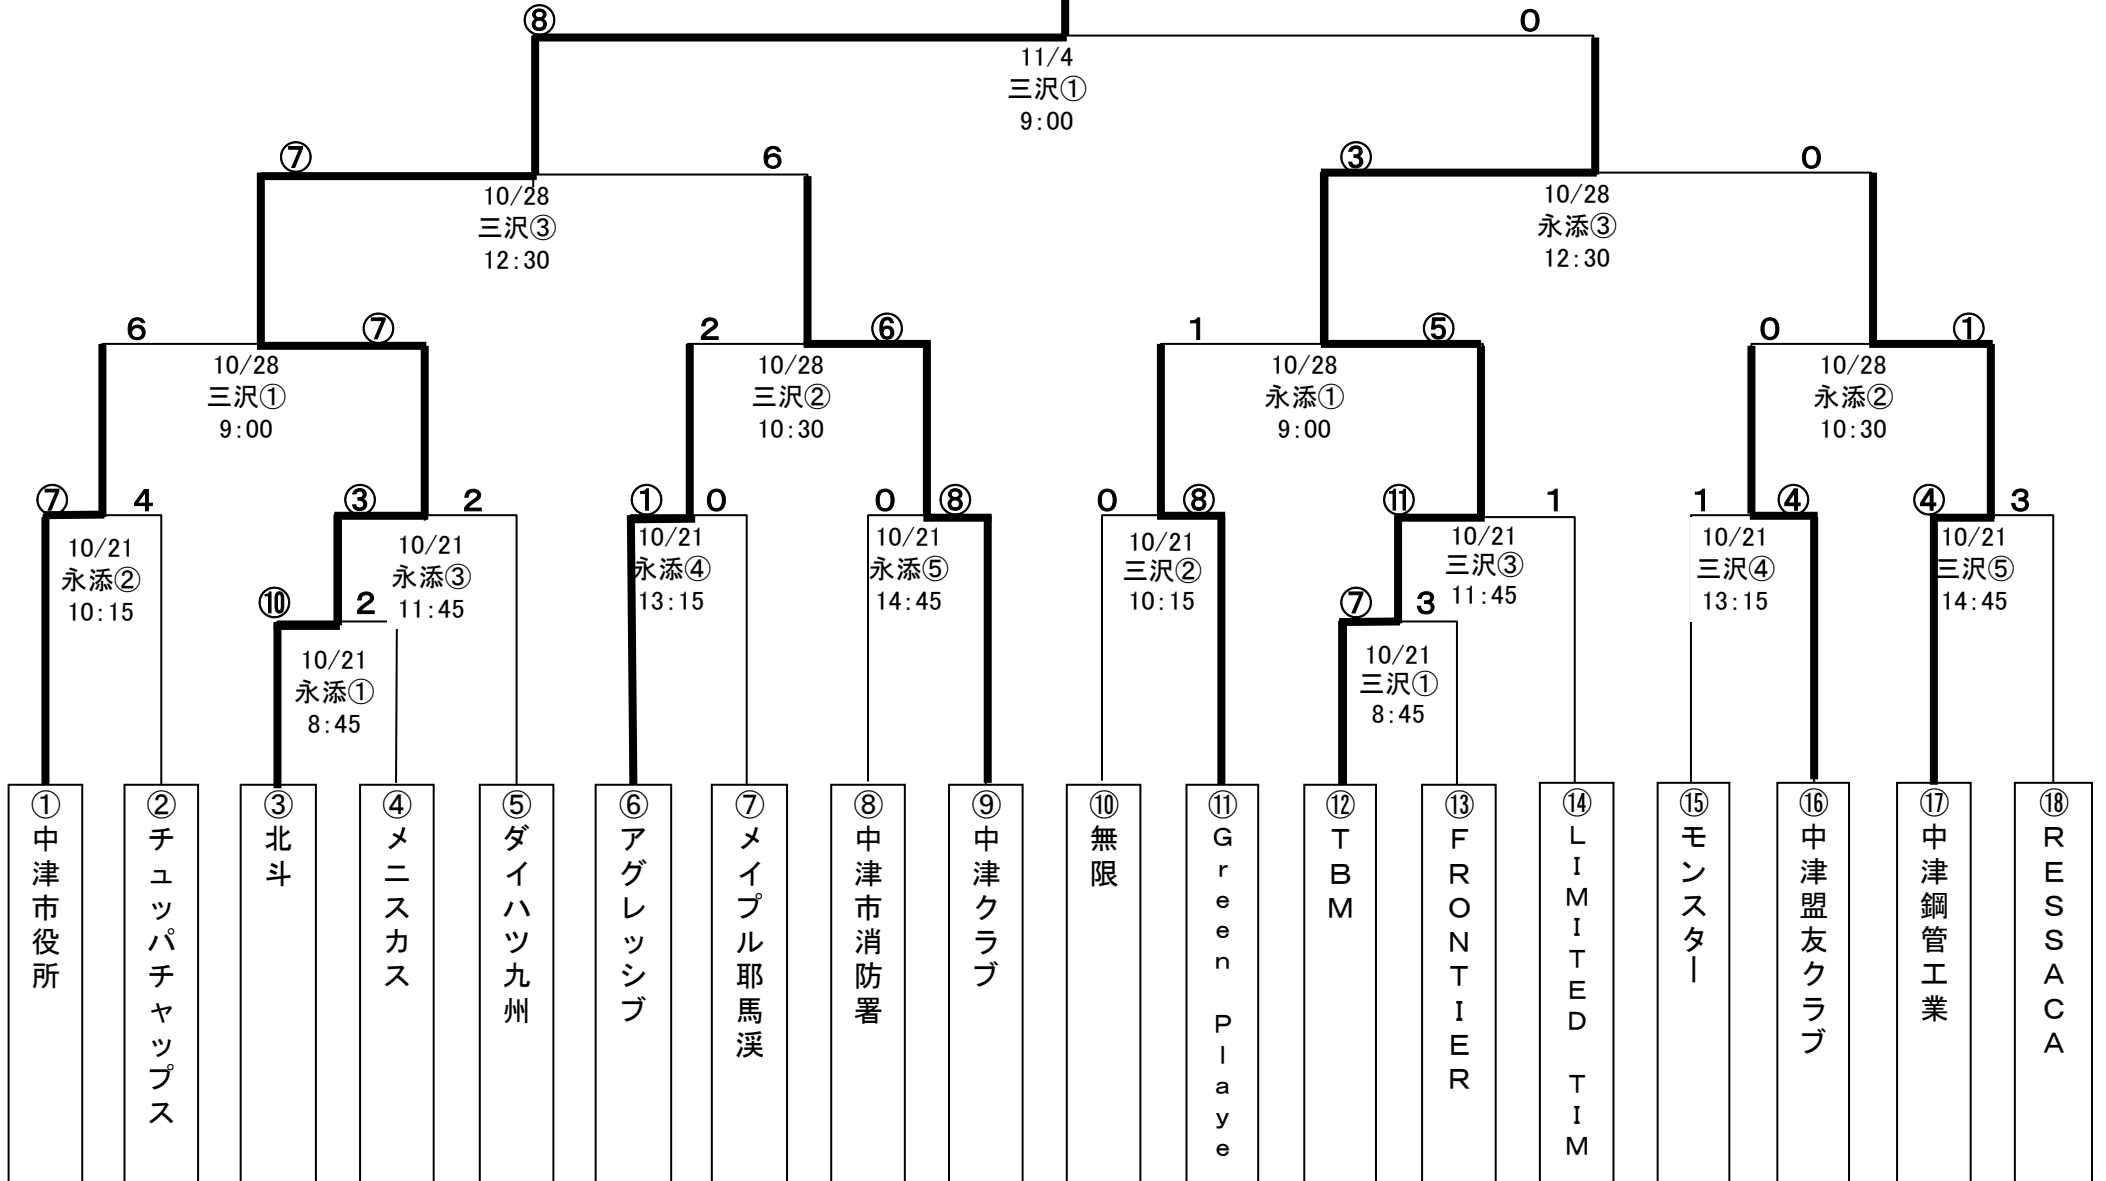 ⑧ 0
11/4
三沢①
9:00
⑦ 6
10/28
三沢③
12:30
③ 0
10/28
永添③
12:30
6 ⑦
10/28
三沢①
9:00
2 ⑥
10/28
三沢②
10:30
1 ⑤
10/28
永添①
9:00
0 ①
10/28
永添②
10:30
⑦ 4
10/21
永添②
10:15
③ 2
10/21
永添③
11:45
① 0
10/21
永添④
13:15
0 ⑧
10/21
永添⑤
14:45
0 ⑧
10/21
三沢②
10:15
⑪ 1
10/21
三沢③
11:45
1 ④
10/21
三沢④
13:15
④ 3
10/21
三沢⑤
14:45
⑩ 2
10/21
永添①
8:45
⑦ 3
10/21
三沢①
8:45
①中津市役所
②チュッパチャップス
③北斗
④メニスカス
⑤ダイハツ九州
⑥アグレッシブ
⑦メイプル耶馬渓
⑧中津市消防署
⑨中津クラブ
⑩無限
⑪Green Playe
⑫TBM
⑬FRONTIER
⑭LIMITED TIM
⑮モンスター
⑯中津盟友クラブ
⑰中津鋼管工業
⑱RESSACA